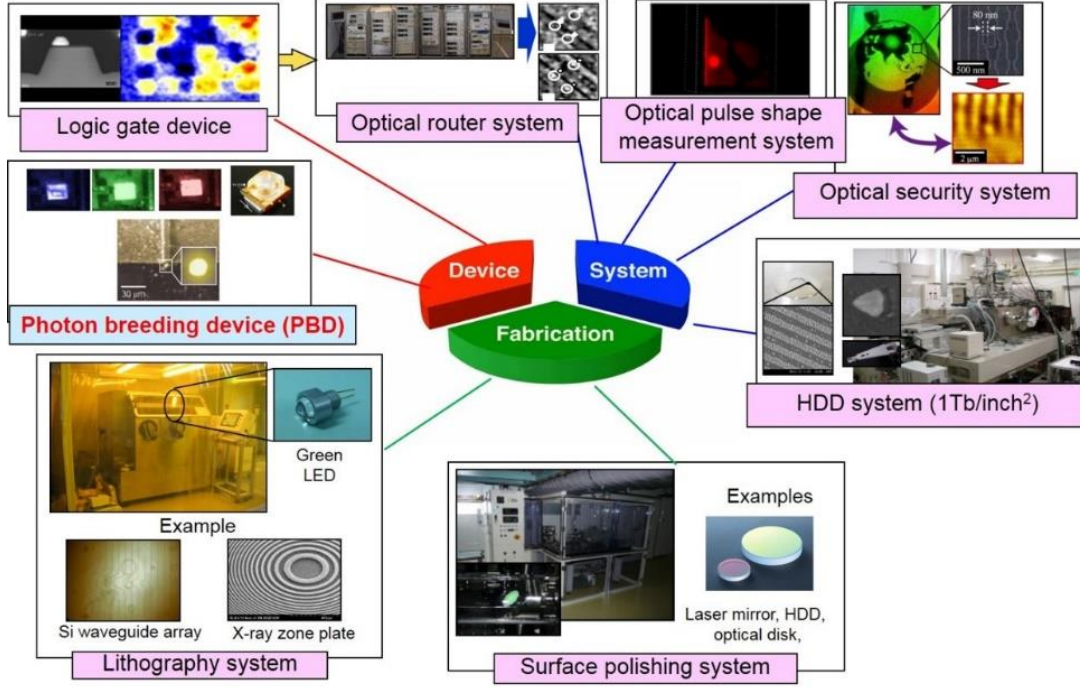 Logic gate device
Optical router system
Optical pulse shape
measurement system
80 nm
500 nm
2 μm
Optical security system
30 μm
Photon breeding device (PBD)
Device
System
Fabrication
HDD system (1Tb/inch²)
Green
LED
Example
Si waveguide array
X-ray zone plate
Lithography system
Examples
Laser mirror, HDD,
optical disk,
Surface polishing system